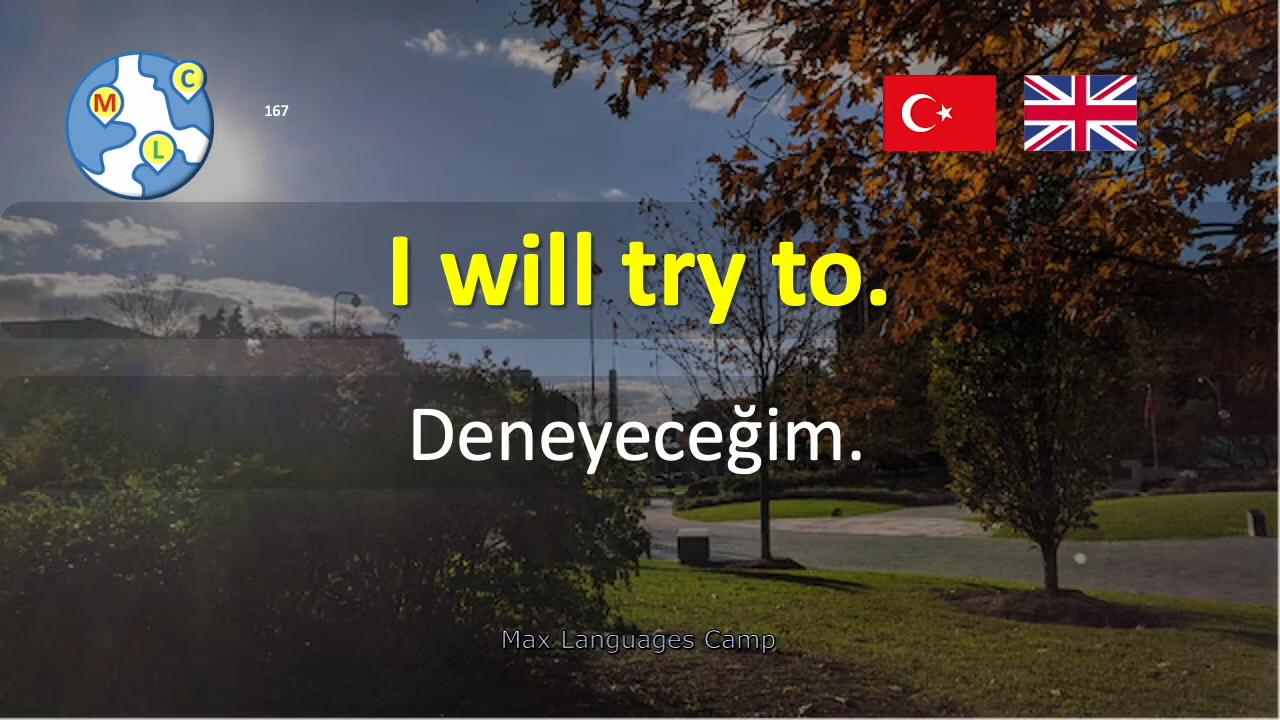 C
M
167
L
I will try to.
Deneyeceğim.
Max Languages Camp